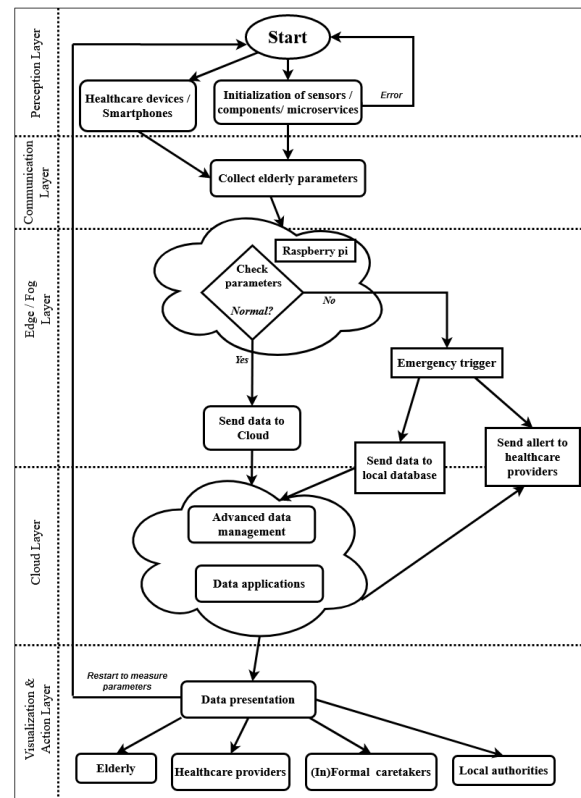 Perception Layer
Start
Error
Healthcare devices /
Smartphones
Initialization of sensors /
components/ microservices
Communication
Layer
Collect elderly parameters
Edge / Fog
Layer
Raspberry pi
Check
parameters
Normal?
No
Yes
Emergency trigger
Send data to
Cloud
Send data to
local database
Send allert to
healthcare
providers
Cloud Layer
Advanced data
management
Data applications
Visualization &
Action Layer
Restart to measure
parameters
Data presentation
Elderly
Healthcare providers
(In)Formal caretakers
Local authorities